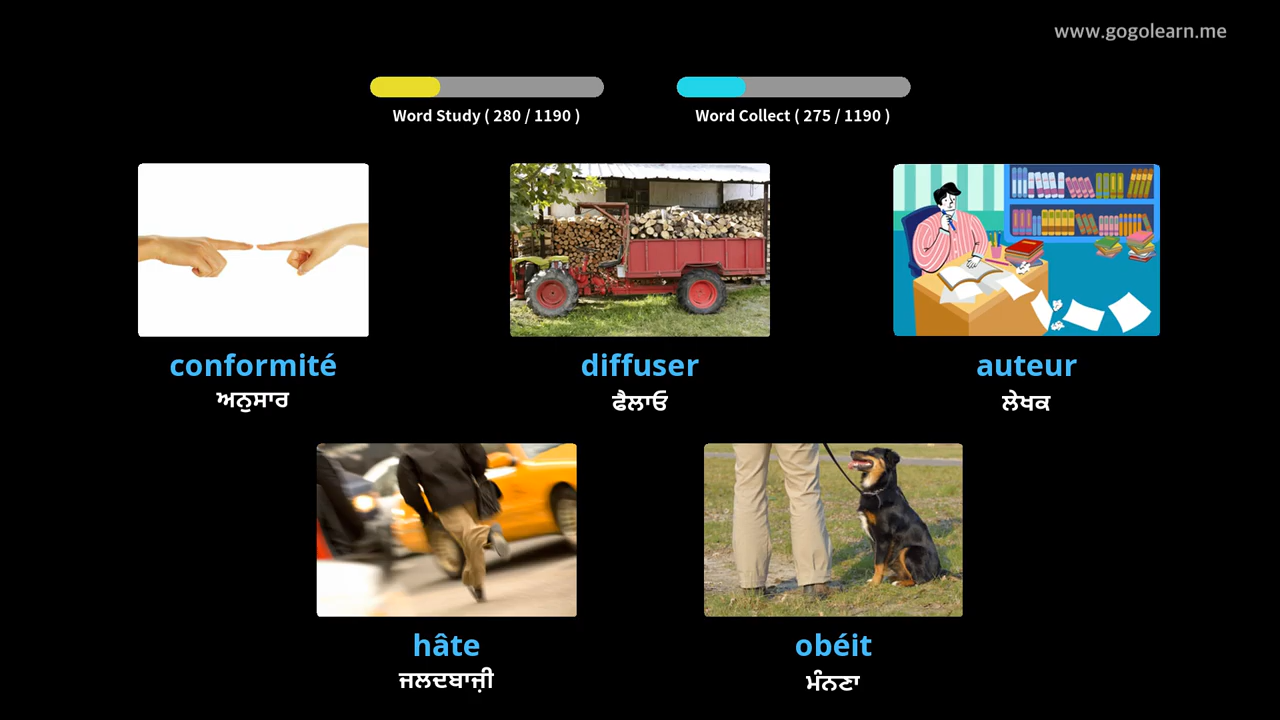 www.gogolearn.me
Word Study ( 280 / 1190 )
Word Collect ( 275 / 1190 )
conformité
ਅਨੁਸਾਰ
diffuser
ਫੈਲਾਓ
auteur
ਲੇਖਕ
hâte
ਜਲਦਬਾਜ਼ੀ
obéit
ਮੰਨਣਾ